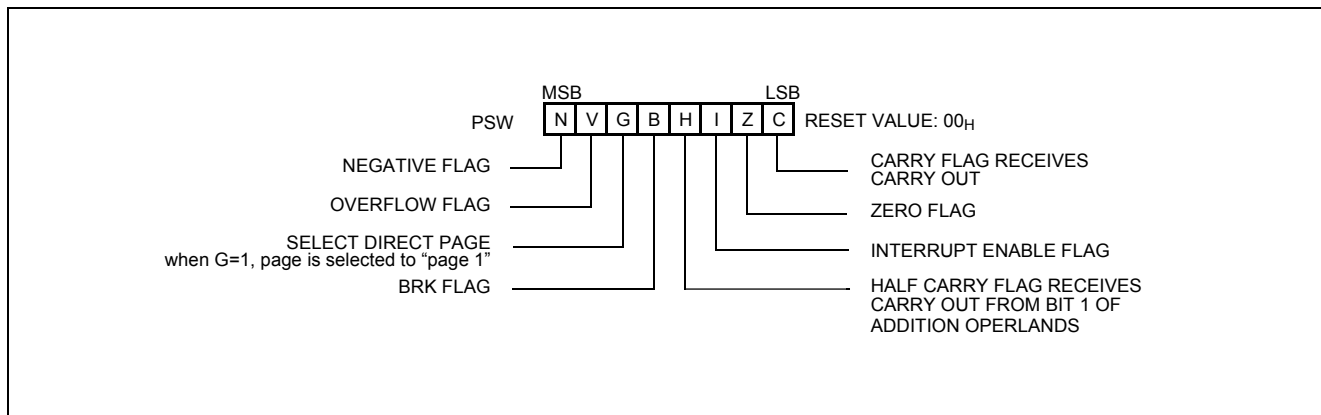 MSB LSB
PSW N V G B H I Z C RESET VALUE: 00H
NEGATIVE FLAG
OVERFLOW FLAG
SELECT DIRECT PAGE
when G=1, page is selected to “page 1”
BRK FLAG
CARRY FLAG RECEIVES
CARRY OUT
ZERO FLAG
INTERRUPT ENABLE FLAG
HALF CARRY FLAG RECEIVES
CARRY OUT FROM BIT 1 OF
ADDITION OPERLANDS